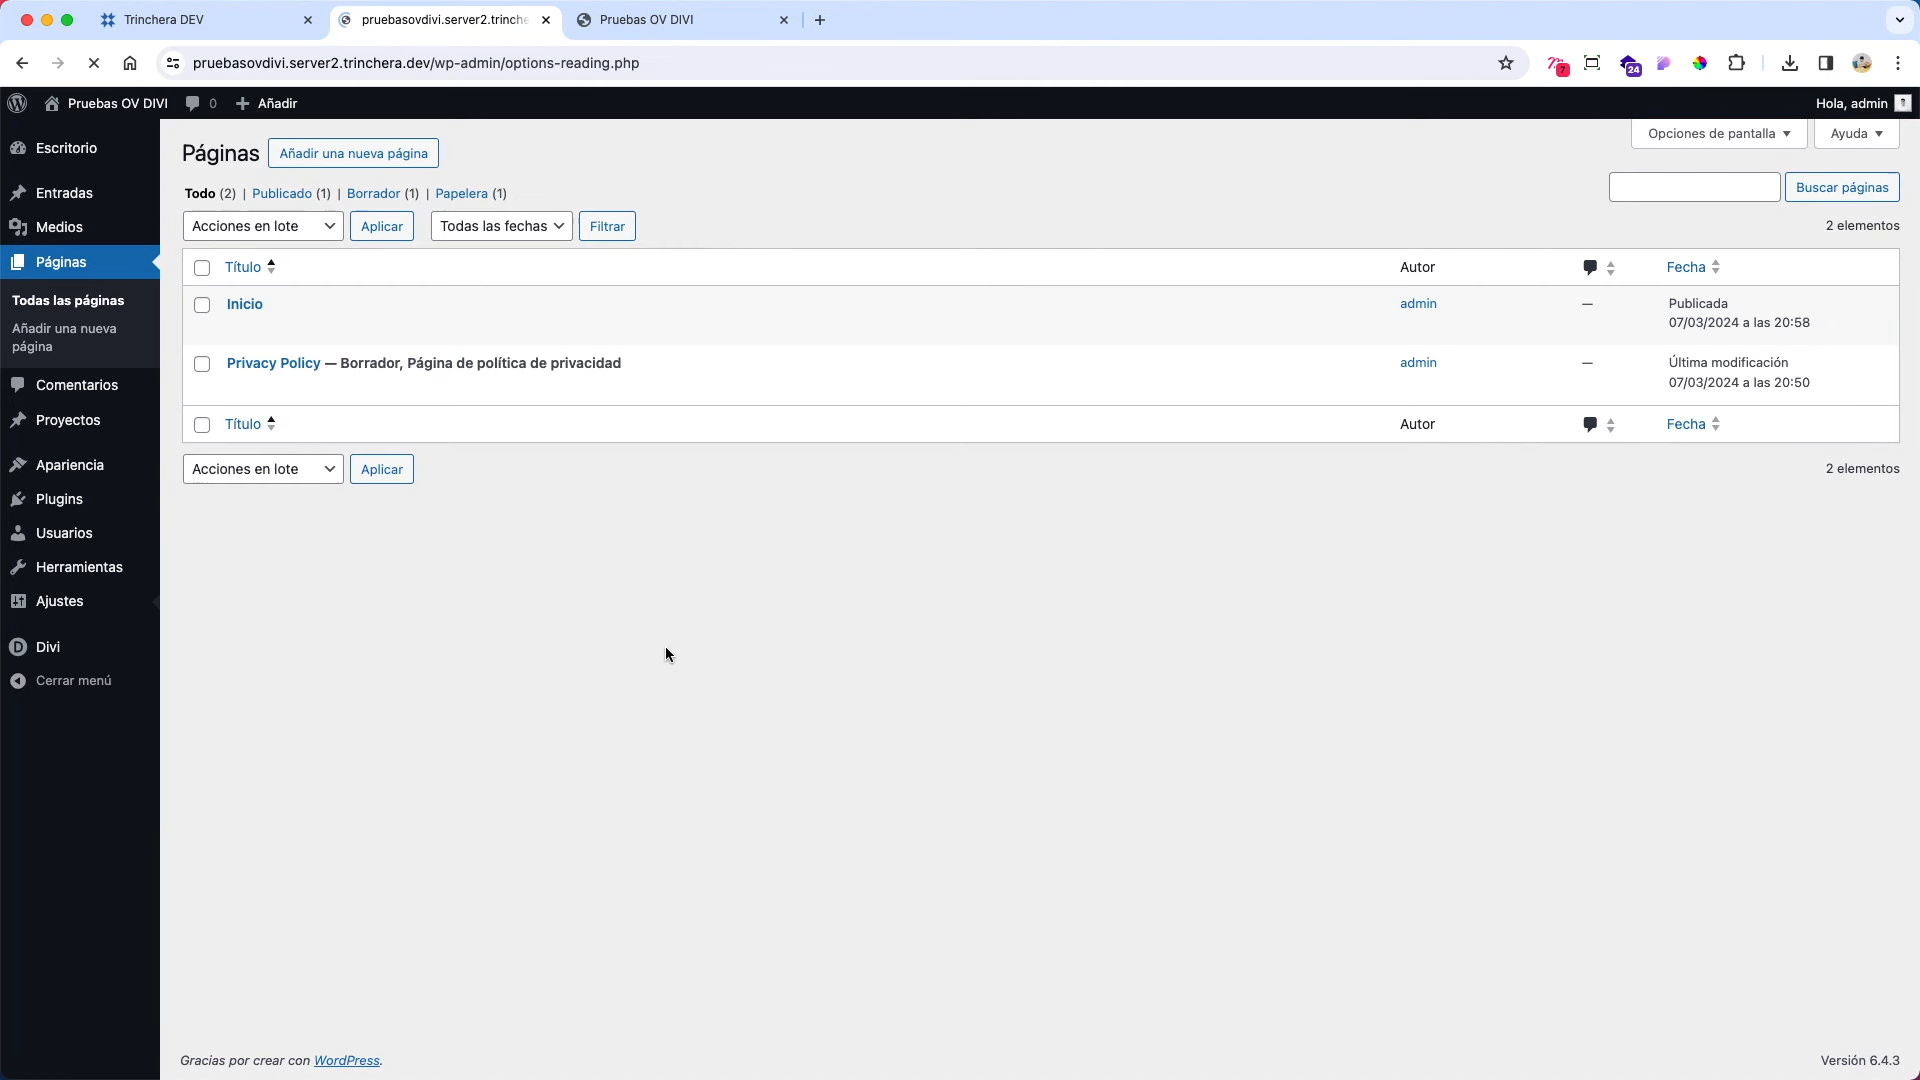 Trinchera DEV
pruebasovdivi.server2.trinche
Pruebas OV DIVI
pruebasovdivi.server2.trinchera.dev/wp-admin/options-reading.php
7
24
Pruebas OV DIVI
0
Añadir
Hola, admin
Escritorio
Entradas
Medios
Páginas
Todas las páginas
Añadir una nueva
página
Comentarios
Proyectos
Apariencia
Plugins
Usuarios
Herramientas
Ajustes
Divi
Cerrar menú
Opciones de pantalla
Ayuda
Páginas
Añadir una nueva página
Todo (2) | Publicado (1) | Borrador (1) | Papelera (1)
Buscar páginas
Acciones en lote
Aplicar
Todas las fechas
Filtrar
2 elementos
Título
Autor
Fecha
Inicio
admin
—
Publicada
07/03/2024 a las 20:58
Privacy Policy — Borrador, Página de política de privacidad
admin
—
Última modificación
07/03/2024 a las 20:50
Título
Autor
Fecha
Acciones en lote
Aplicar
2 elementos
Gracias por crear con WordPress.
Versión 6.4.3